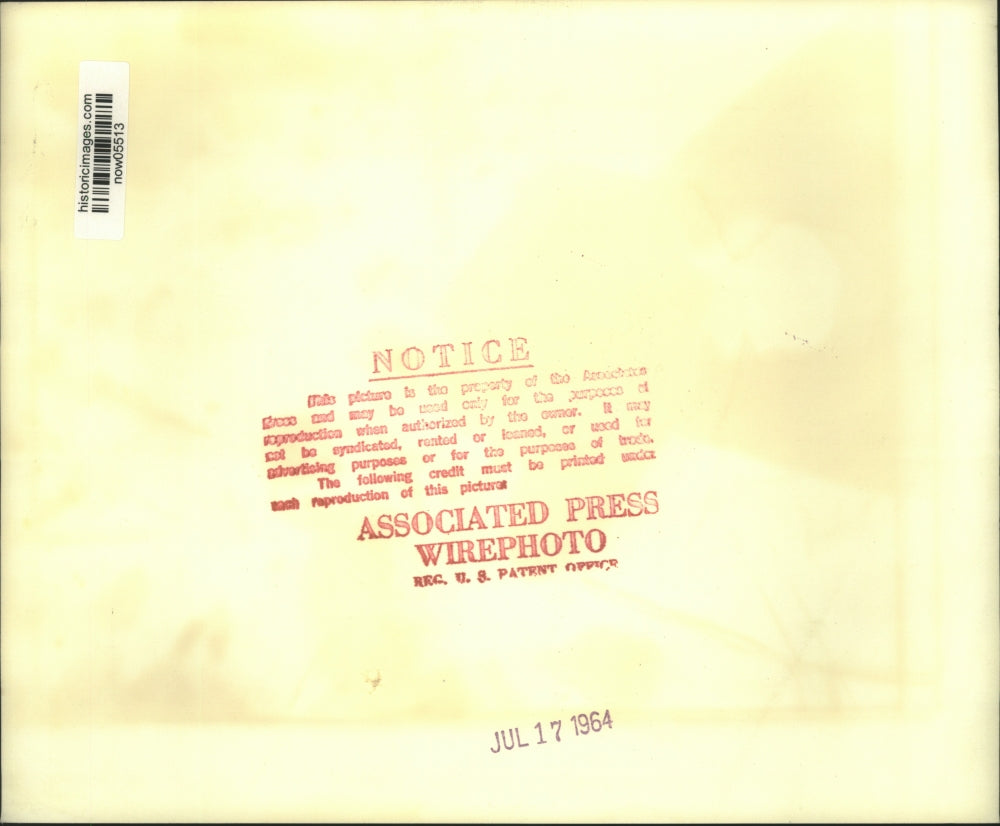 historicimages.com
now05513
NOTICE
This picture is the property of the Associated
Press and may be used only for the purposes of
reproduction when authorized by the owner. It may
not be syndicated, rented or loaned, or used for
advertising purposes or for the purposes of trade.
The following credit must be printed under
each reproduction of this picture:
ASSOCIATED PRESS
WIREPHOTO
REG. U. S. PATENT OFFICE
JUL 17 1964